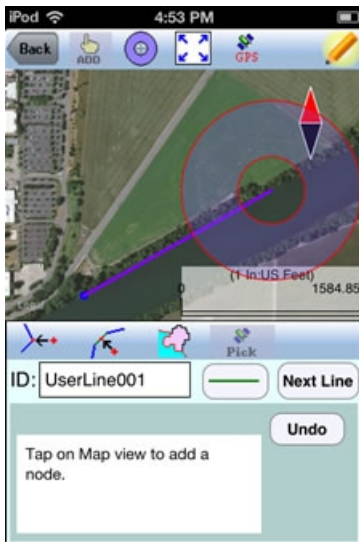 iPod 4:53 PM
Back ADD GPS
(1 In:US Feet)
0 1584.85
Legal
Pick
ID: UserLine001 Next Line
Undo
Tap on Map view to add a
node.